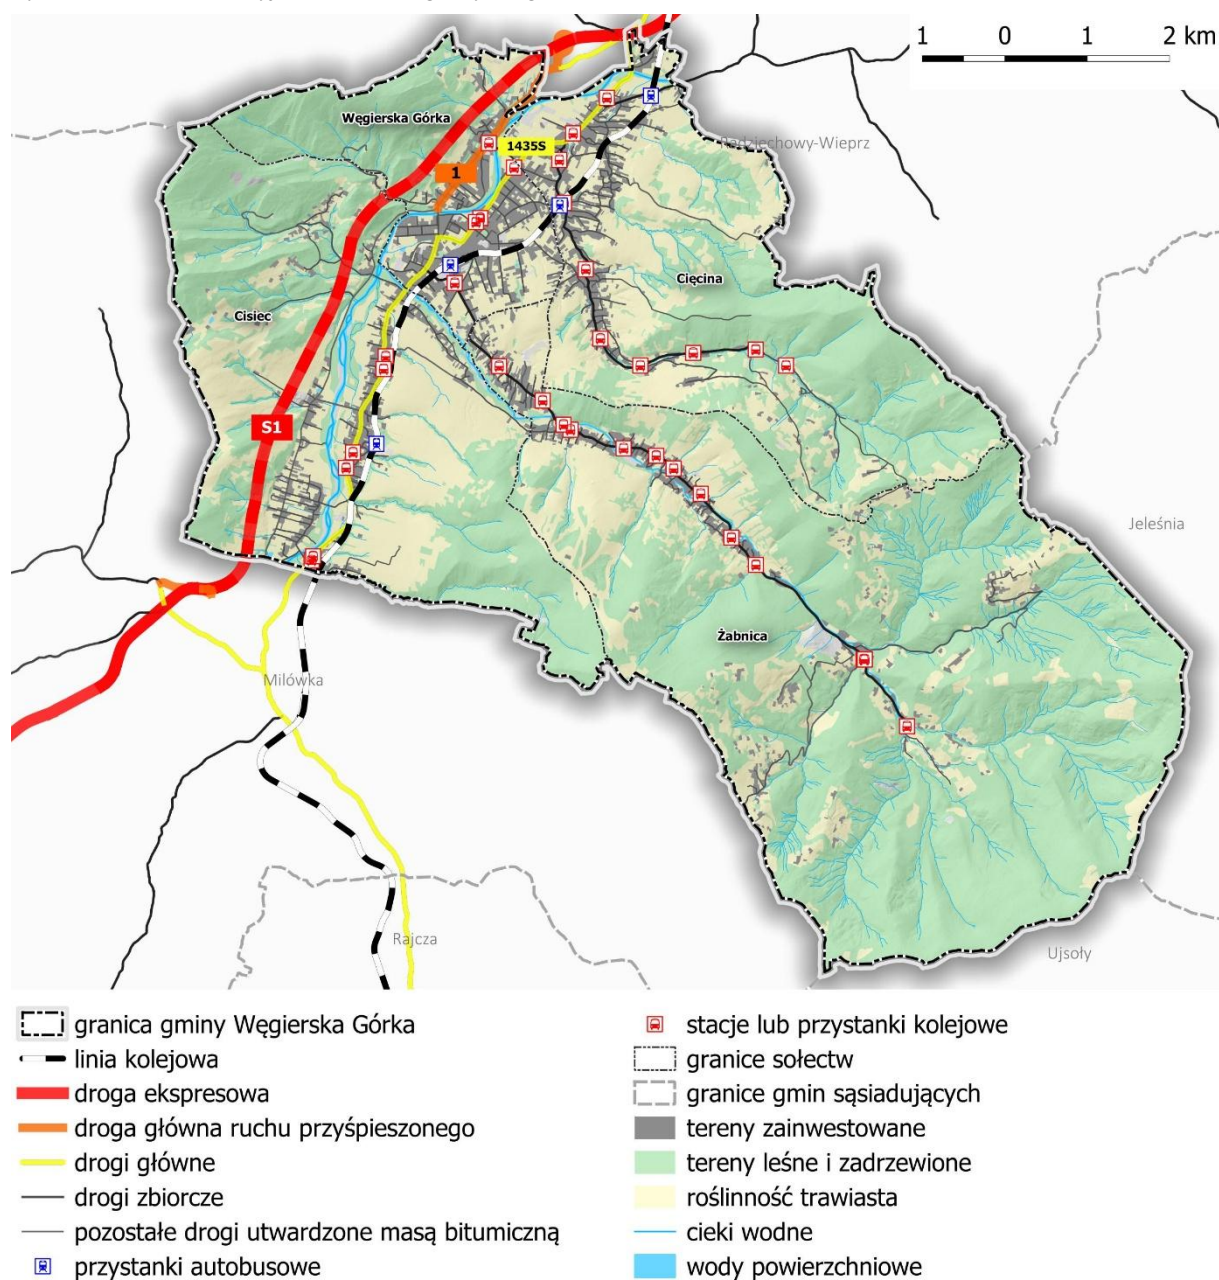 1 0 1 2 km
Węgierska Górka
Radziechowy-Wieprz
1435S
1
Cięcina
Cisiec
S1
Jeleśnia
Żabnica
Milówka
Rajcza
Ujsoły
granica gminy Węgierska Górka
linia kolejowa
droga ekspresowa
droga główna ruchu przyśpieszonego
drogi główne
drogi zbiorcze
pozostałe drogi utwardzone masą bitumiczną
przystanki autobusowe
stacje lub przystanki kolejowe
granice sołectw
granice gmin sąsiadujących
tereny zainwestowane
tereny leśne i zadrzewione
roślinność trawiasta
cieki wodne
wody powierzchniowe